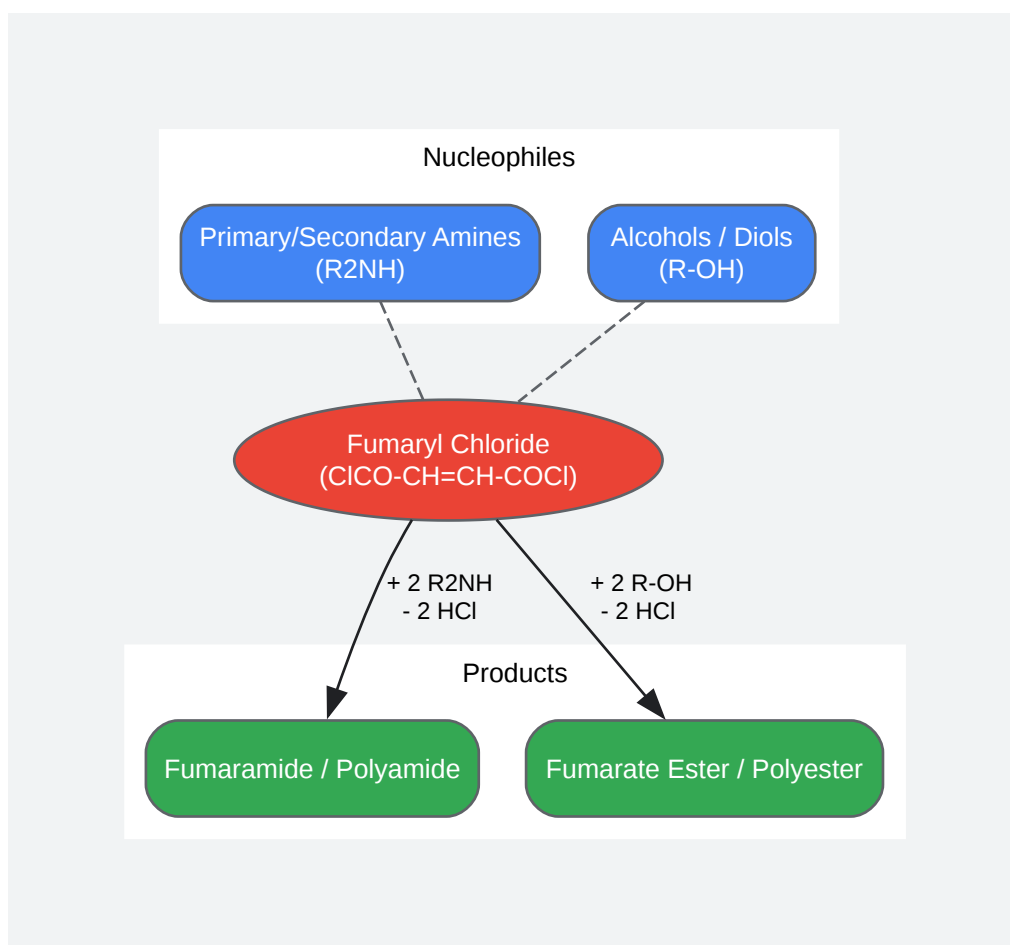 Nucleophiles
Primary/Secondary Amines
(R2NH)
Alcohols / Diols
(R-OH)
Fumaryl Chloride
(ClCO-CH=CH-COCl)
+ 2 R2NH
- 2 HCl
+ 2 R-OH
- 2 HCl
Products
Fumaramide / Polyamide
Fumarate Ester / Polyester